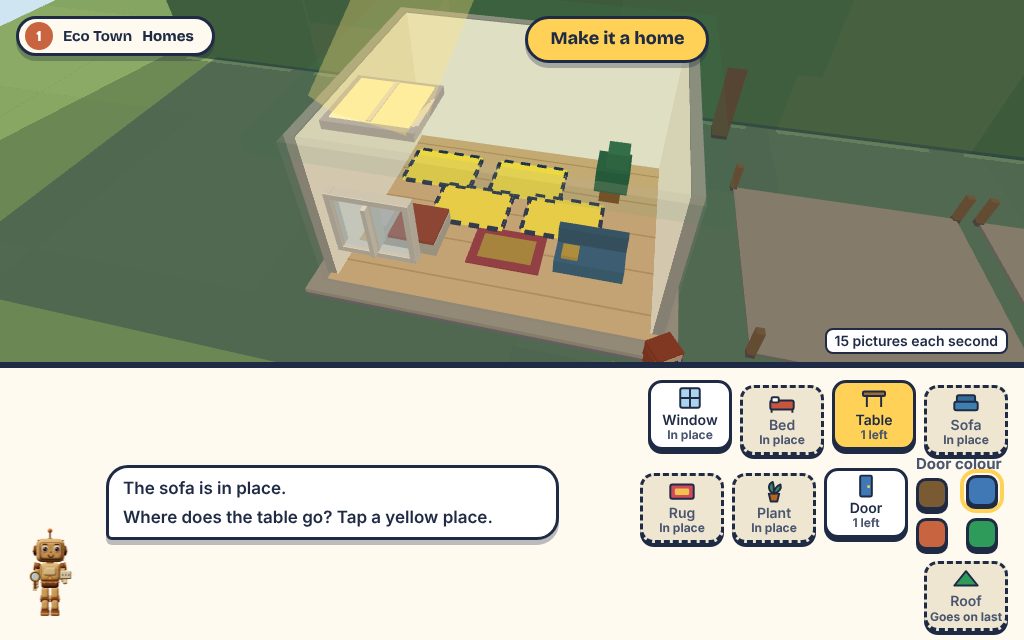 1 Eco Town Homes
Make it a home
15 pictures each second
The sofa is in place.
Where does the table go? Tap a yellow place.
Window
In place
Bed
In place
Table
1 left
Sofa
In place
Rug
In place
Plant
In place
Door
1 left
Door colour
Roof
Goes on last